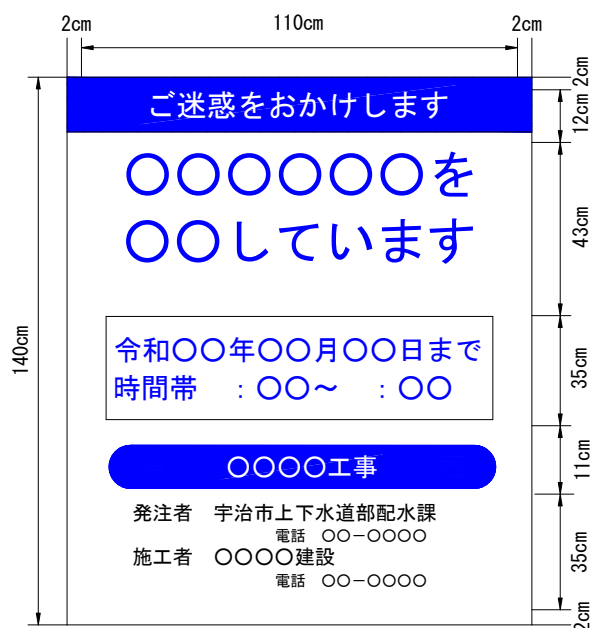 2cm 110cm 2cm
2cm
ご迷惑をおかけします
12cm
〇〇〇〇〇〇を
〇〇しています
43cm
140cm
令和〇〇年〇〇月〇〇日まで
時間帯 :〇〇~ :〇〇
35cm
〇〇〇〇工事
11cm
発注者 宇治市上下水道部配水課
電話 〇〇-〇〇〇〇
施工者 〇〇〇〇建設
電話 〇〇-〇〇〇〇
35cm
2cm